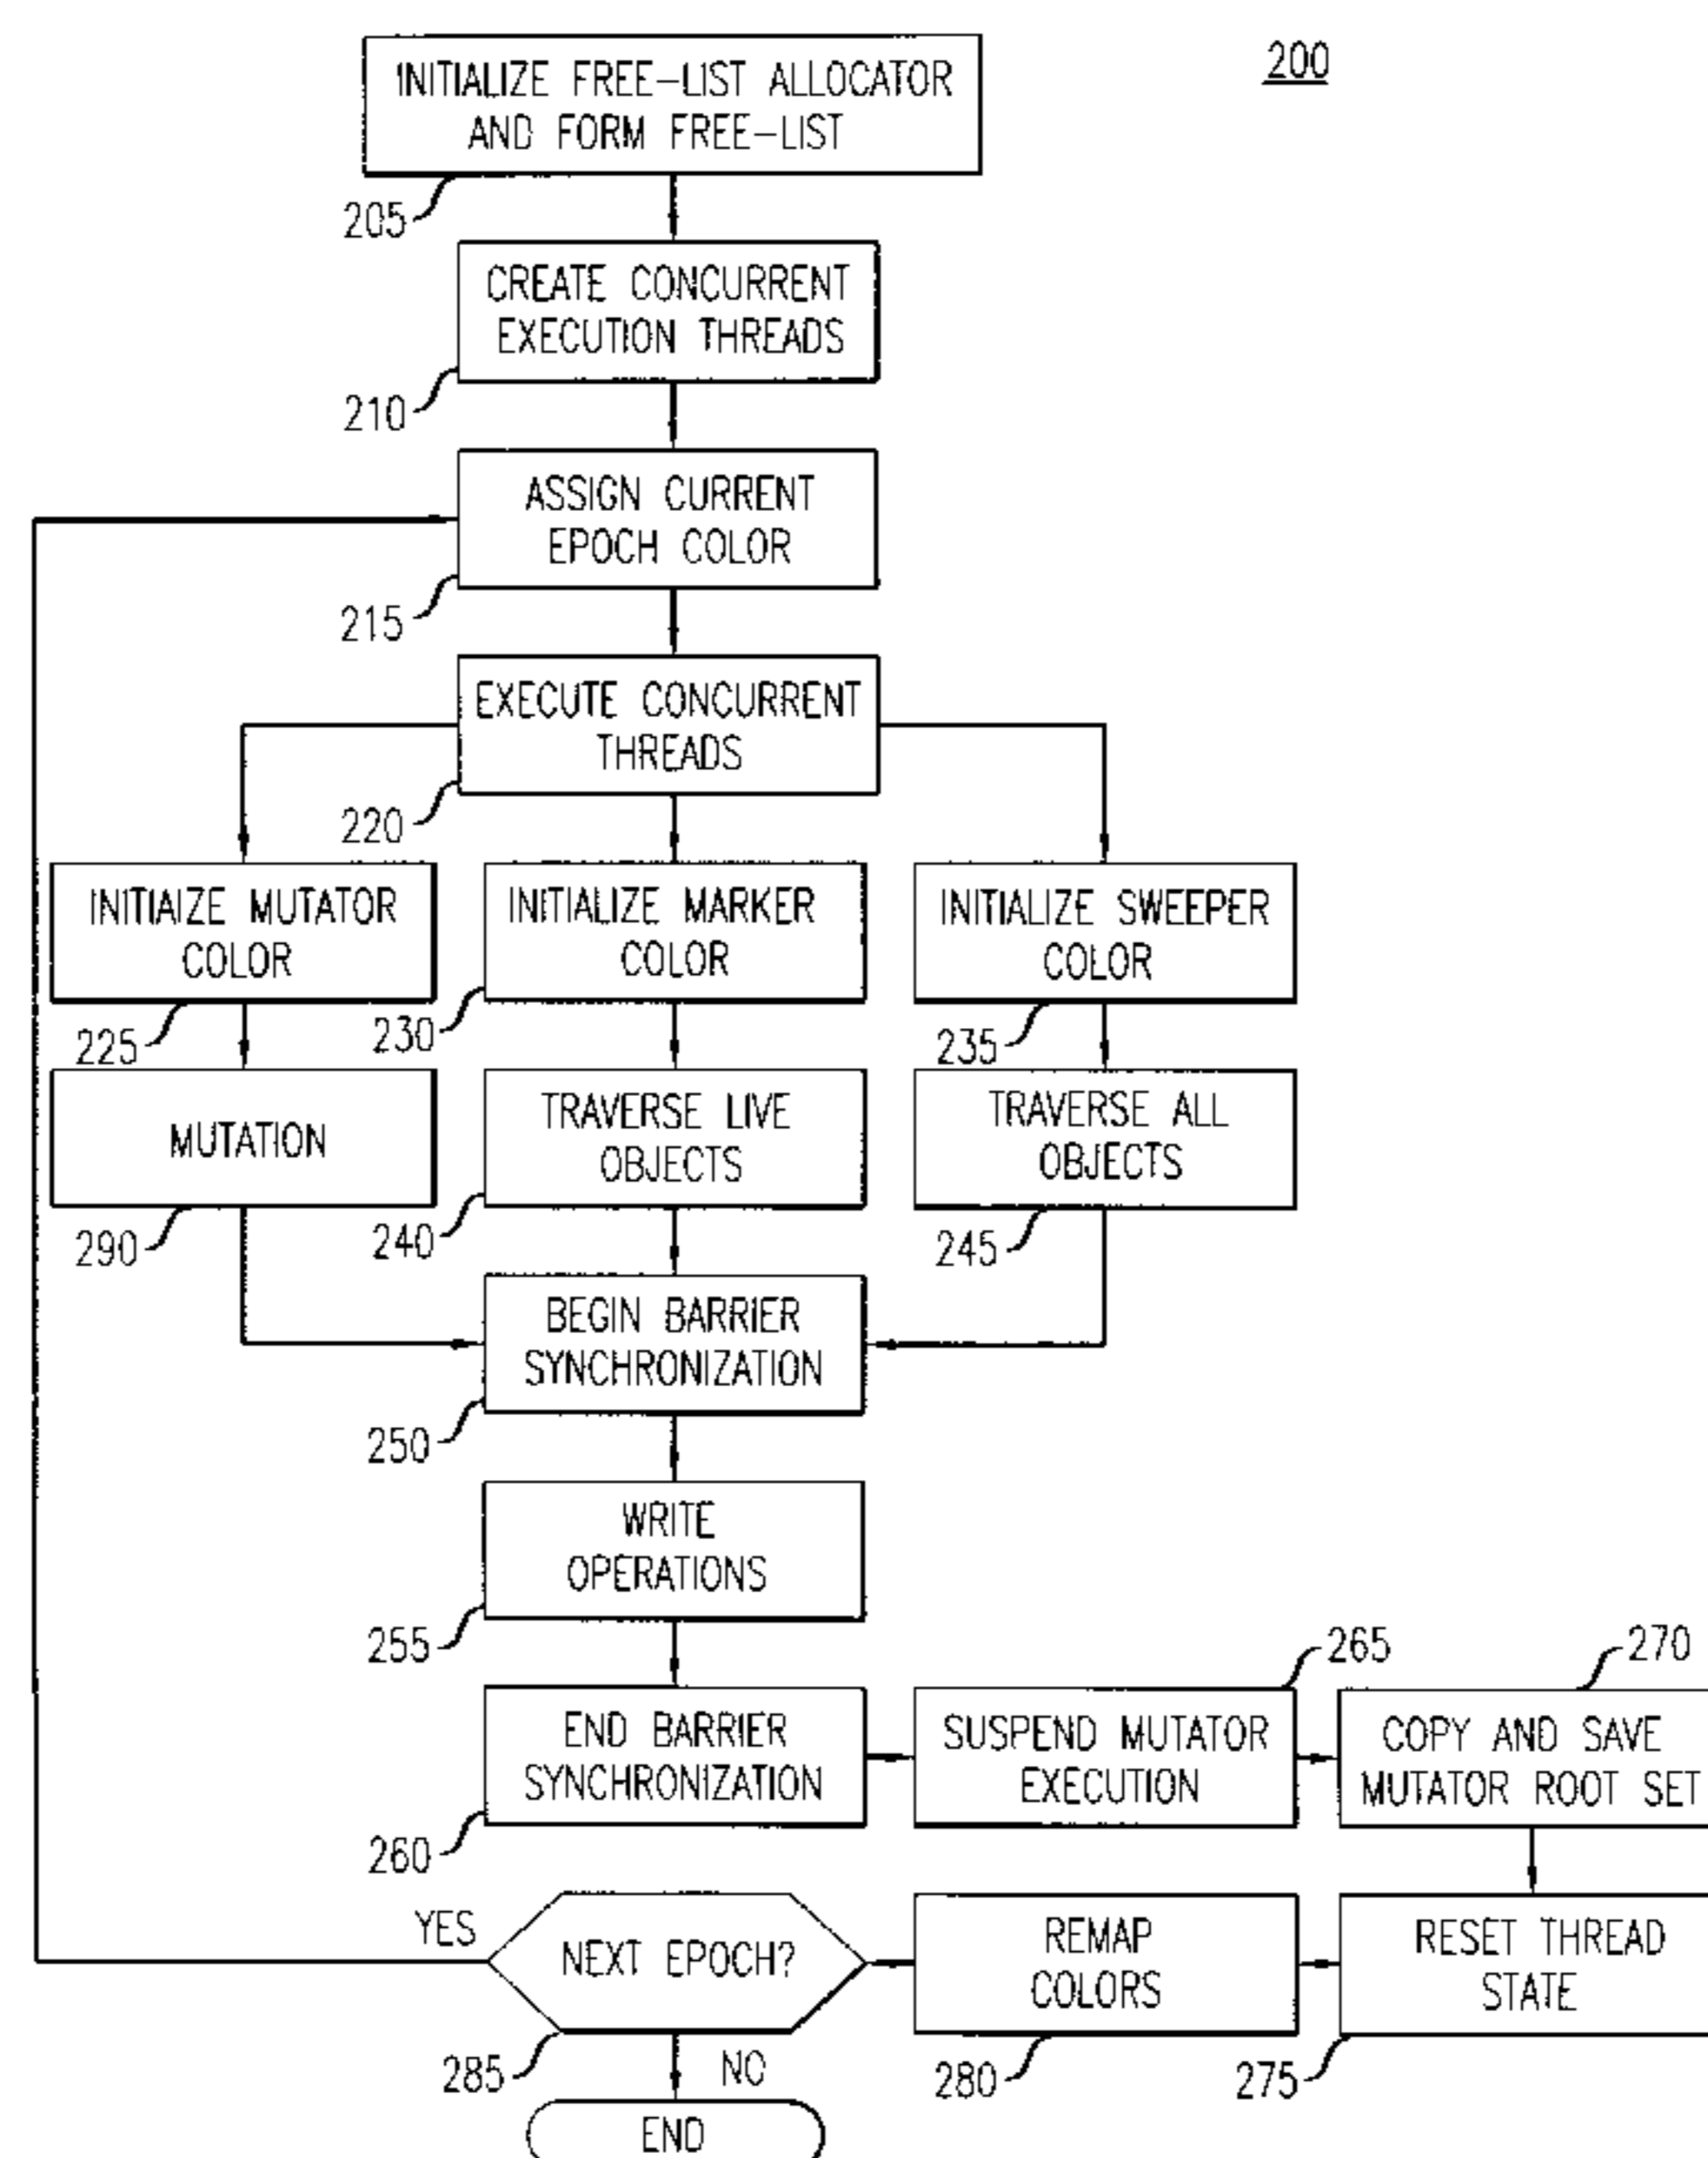 200
INITIALIZE FREE-LIST ALLOCATOR
AND FORM FREE-LIST
205
CREATE CONCURRENT
EXECUTION THREADS
210
ASSIGN CURRENT
EPOCH COLOR
215
EXECUTE CONCURRENT
THREADS
220
INITIAIZE MUTATOR
COLOR
225
INITIALIZE MARKER
COLOR
230
INITIALIZE SWEEPER
COLOR
235
MUTATION
290
TRAVERSE LIVE
OBJECTS
240
TRAVERSE ALL
OBJECTS
245
BEGIN BARRIER
SYNCHRONIZATION
250
WRITE
OPERATIONS
255
END BARRIER
SYNCHRONIZATION
260
SUSPEND MUTATOR
EXECUTION
265
COPY AND SAVE
MUTATOR ROOT SET
270
RESET THREAD
STATE
275
REMAP
COLORS
280
NEXT EPOCH?
285
YES
NO
END